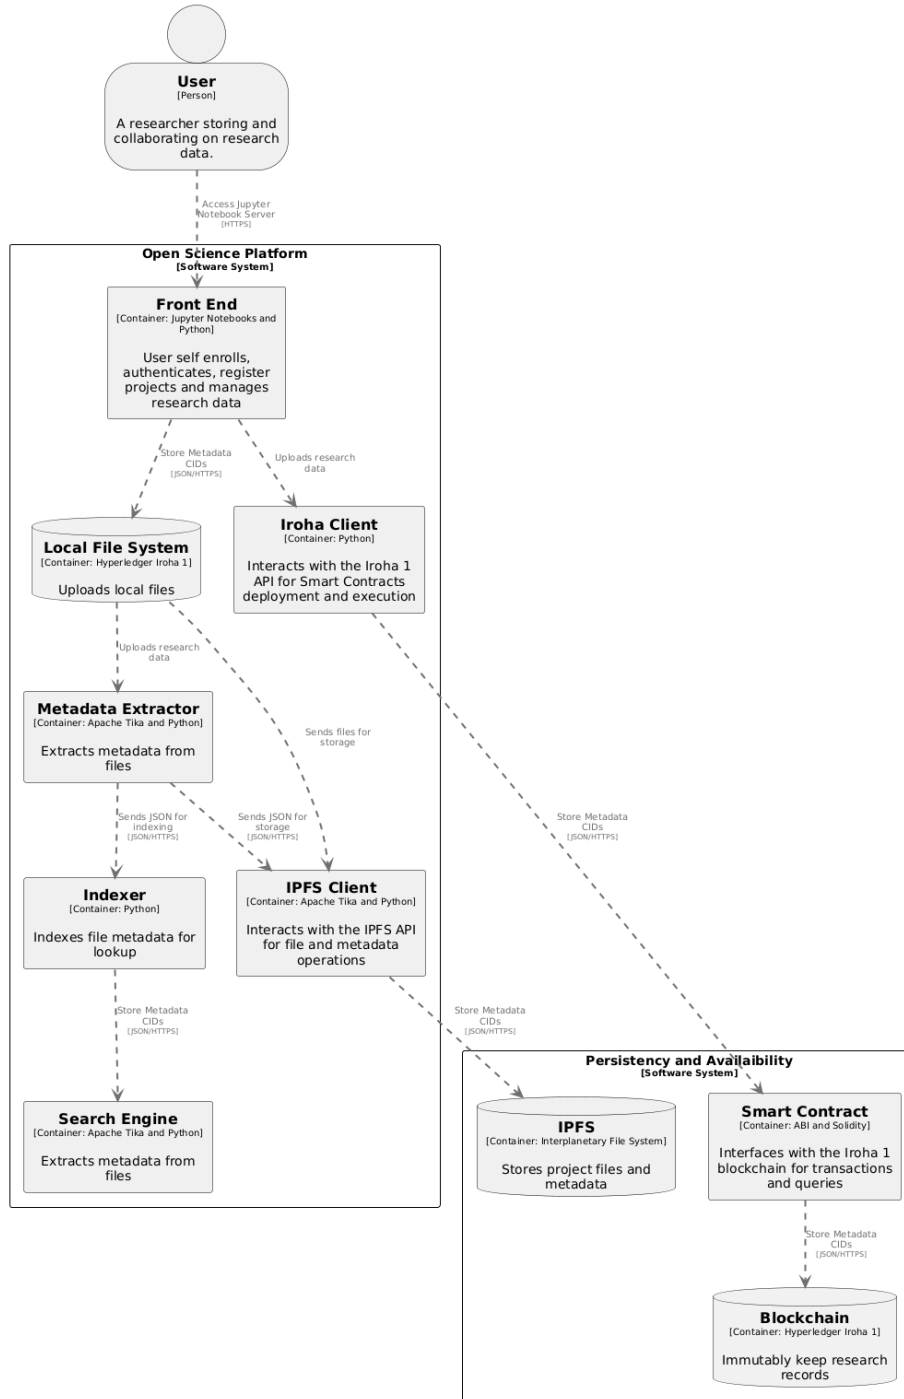 User
[Person]
A researcher storing and
collaborating on research
data.
Access Jupyter
Notebook Server
[HTTPS]
Open Science Platform
[Software System]
Front End
[Container: Jupyter Notebooks and
Python]
User self enrolls,
authenticates, register
projects and manages
research data
Store Metadata
CIDs
[JSON/HTTPS]
Uploads research
data
Local File System
[Container: Hyperledger Iroha 1]
Uploads local files
Iroha Client
[Container: Python]
Interacts with the Iroha 1
API for Smart Contracts
deployment and execution
Uploads research
data
Metadata Extractor
[Container: Apache Tika and Python]
Extracts metadata from
files
Sends files for
storage
Sends JSON for
indexing
[JSON/HTTPS]
Sends JSON for
storage
[JSON/HTTPS]
Store Metadata
CIDs
[JSON/HTTPS]
Indexer
[Container: Python]
Indexes file metadata for
lookup
IPFS Client
[Container: Apache Tika and Python]
Interacts with the IPFS API
for file and metadata
operations
Store Metadata
CIDs
[JSON/HTTPS]
Store Metadata
CIDs
[JSON/HTTPS]
Search Engine
[Container: Apache Tika and Python]
Extracts metadata from
files
Persistency and Availaibility
[Software System]
IPFS
[Container: Interplanetary File System]
Stores project files and
metadata
Smart Contract
[Container: ABI and Solidity]
Interfaces with the Iroha 1
blockchain for transactions
and queries
Store Metadata
CIDs
[JSON/HTTPS]
Blockchain
[Container: Hyperledger Iroha 1]
Immutably keep research
records